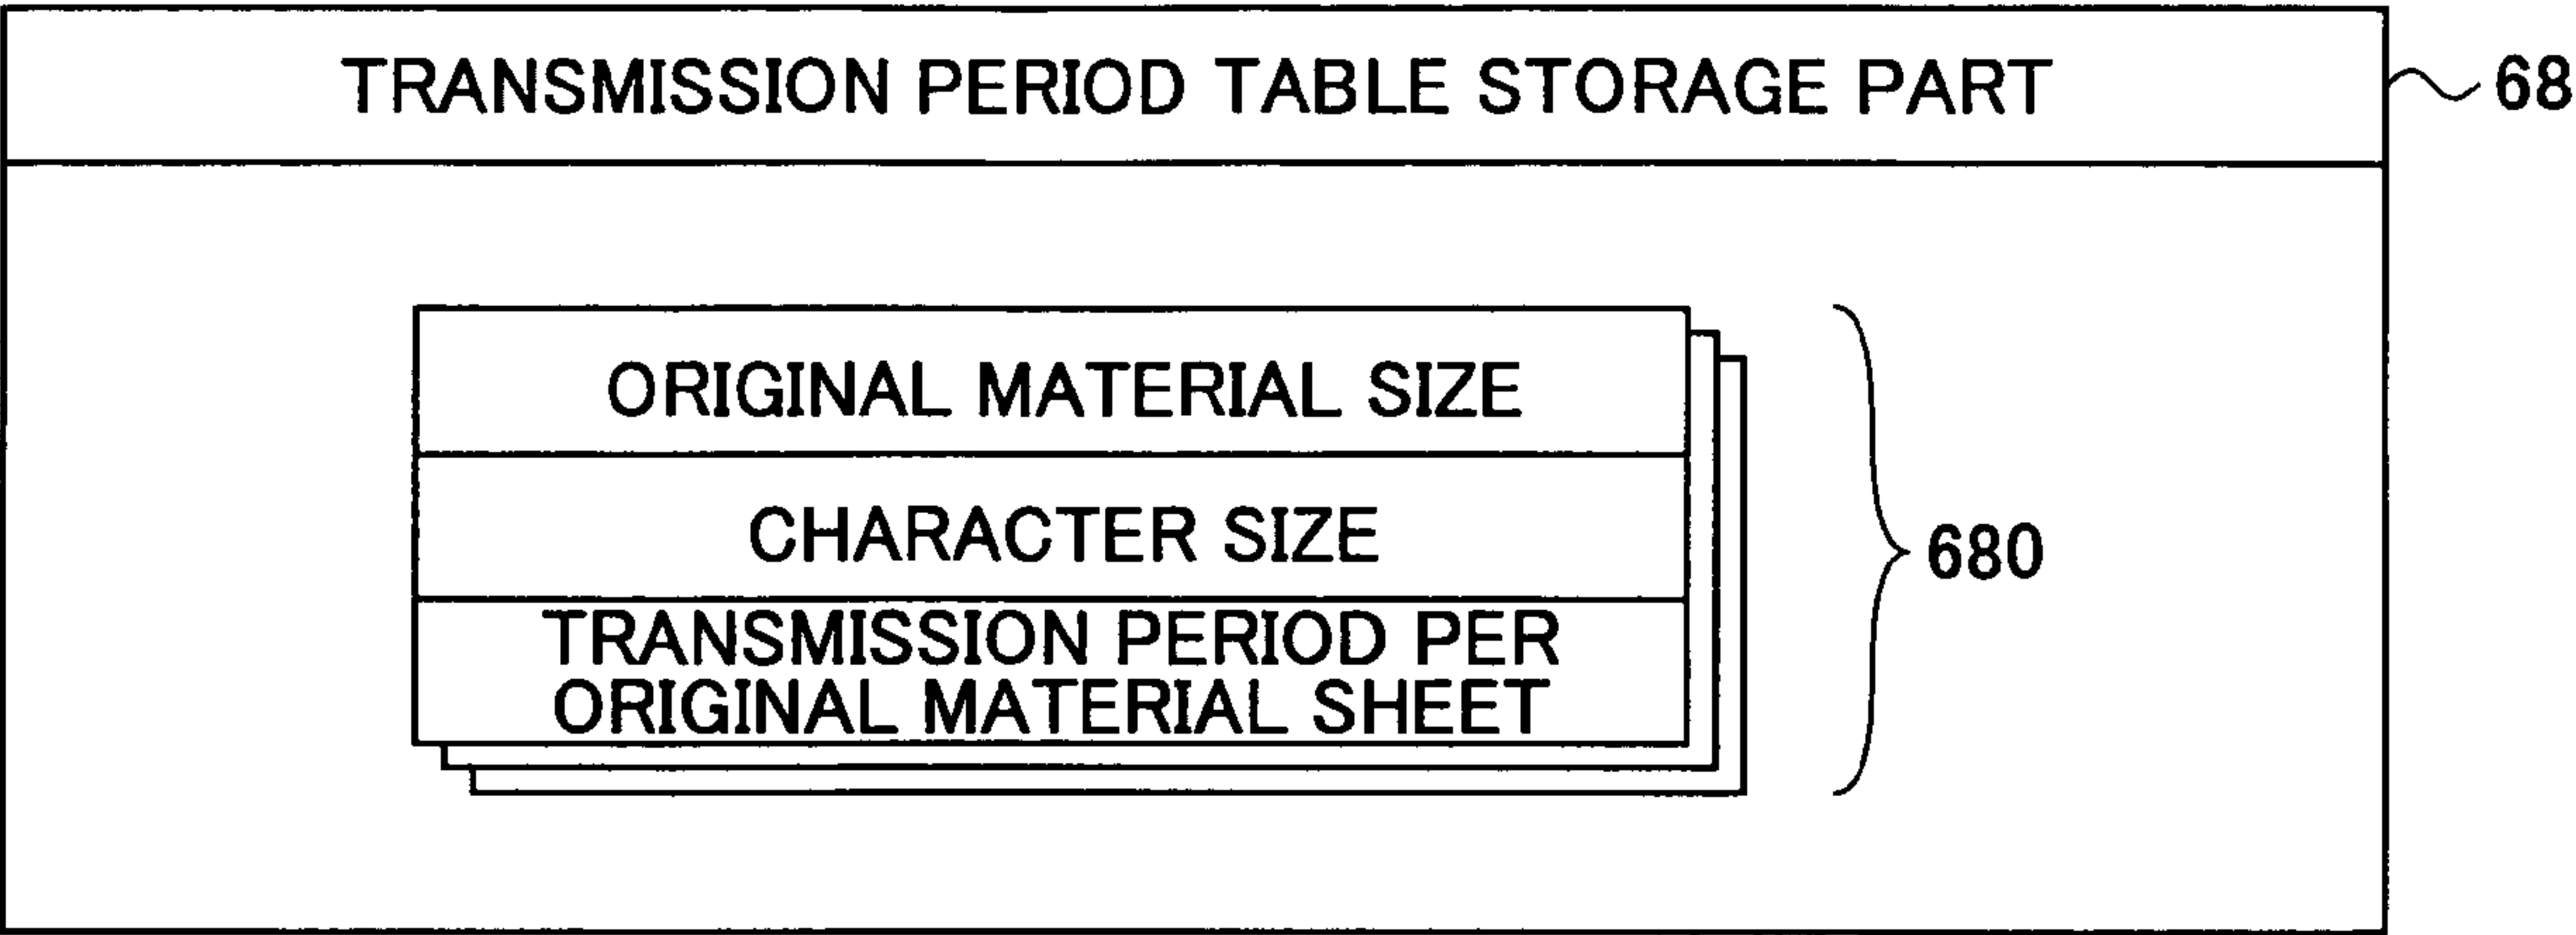 TRANSMISSION PERIOD TABLE STORAGE PART
68
ORIGINAL MATERIAL SIZE
CHARACTER SIZE
680
TRANSMISSION PERIOD PER
ORIGINAL MATERIAL SHEET